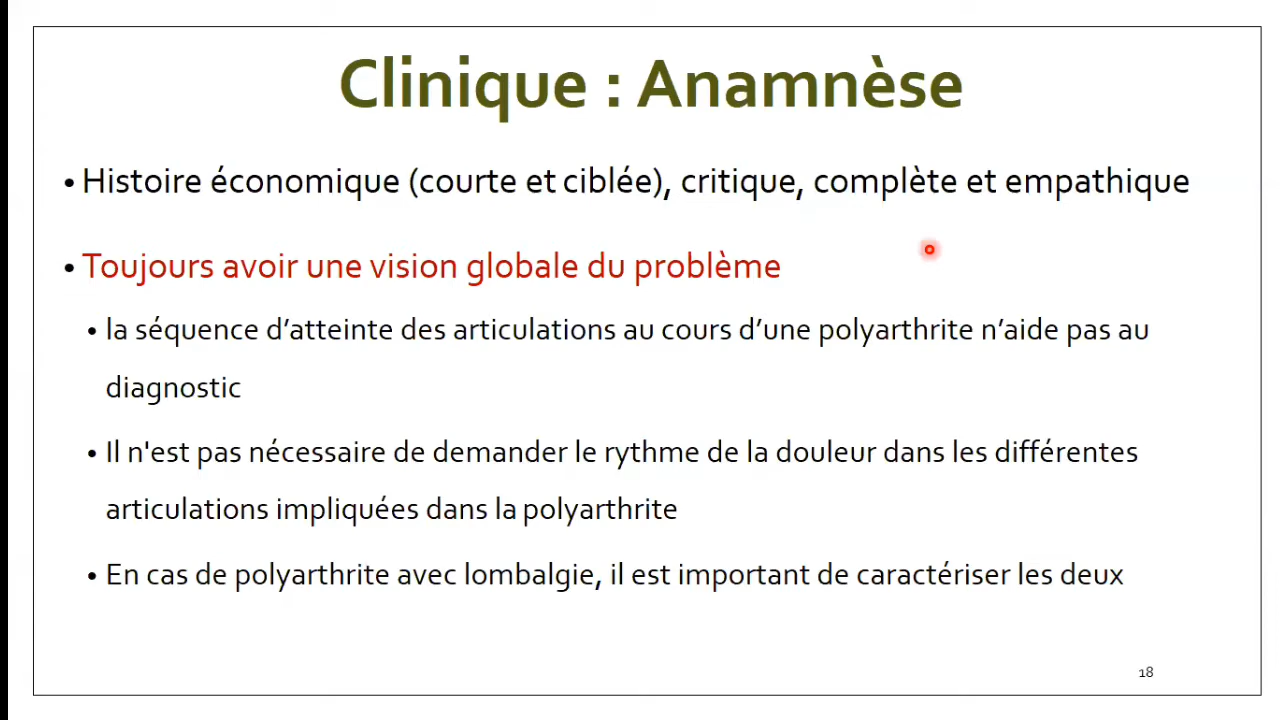 Clinique : Anamnèse
• Histoire économique (courte et ciblée), critique, complète et empathique
• Toujours avoir une vision globale du problème
• la séquence d’atteinte des articulations au cours d’une polyarthrite n’aide pas au
diagnostic
• Il n'est pas nécessaire de demander le rythme de la douleur dans les différentes
articulations impliquées dans la polyarthrite
• En cas de polyarthrite avec lombalgie, il est important de caractériser les deux
18